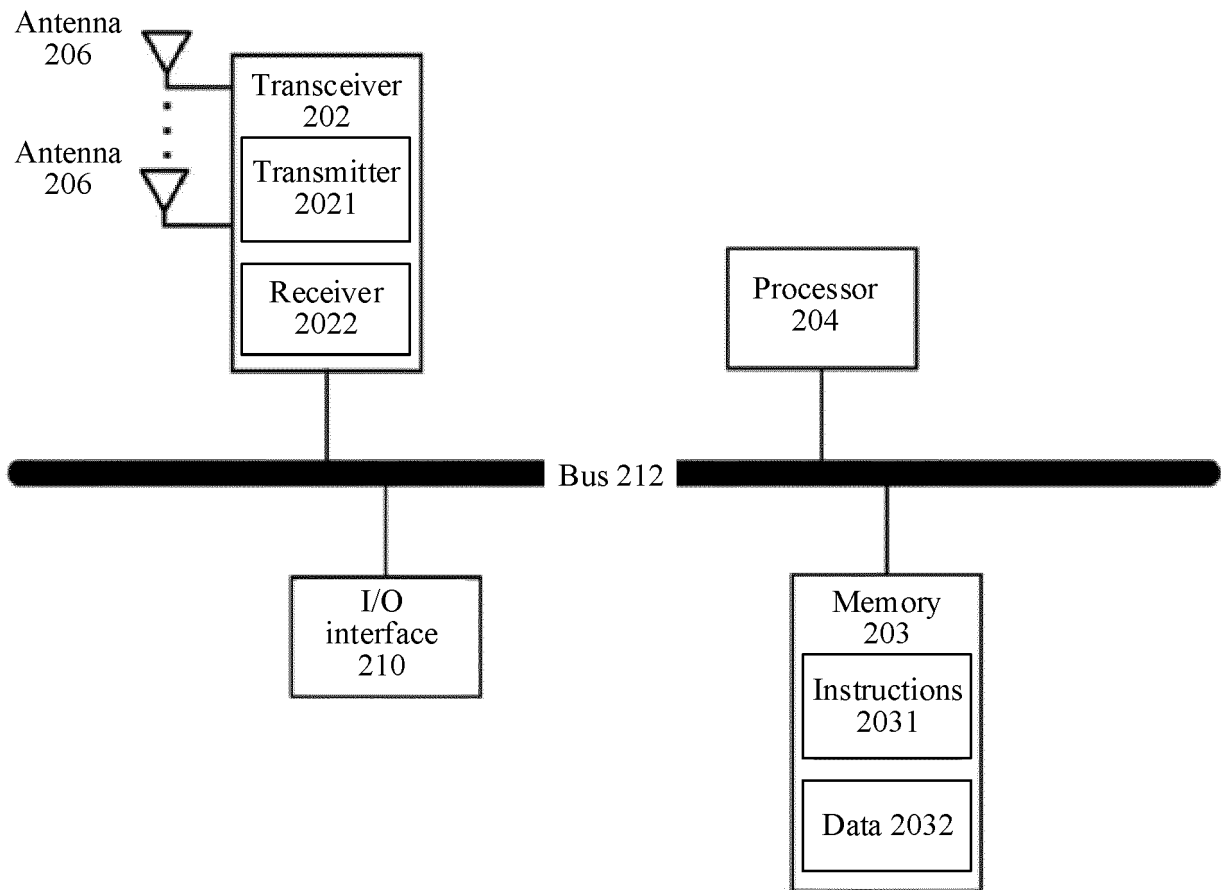 Antenna
206
Transceiver
202
Antenna
206
Transmitter
2021
Receiver
2022
Processor
204
Bus 212
I/O
interface
210
Memory
203
Instructions
2031
Data 2032